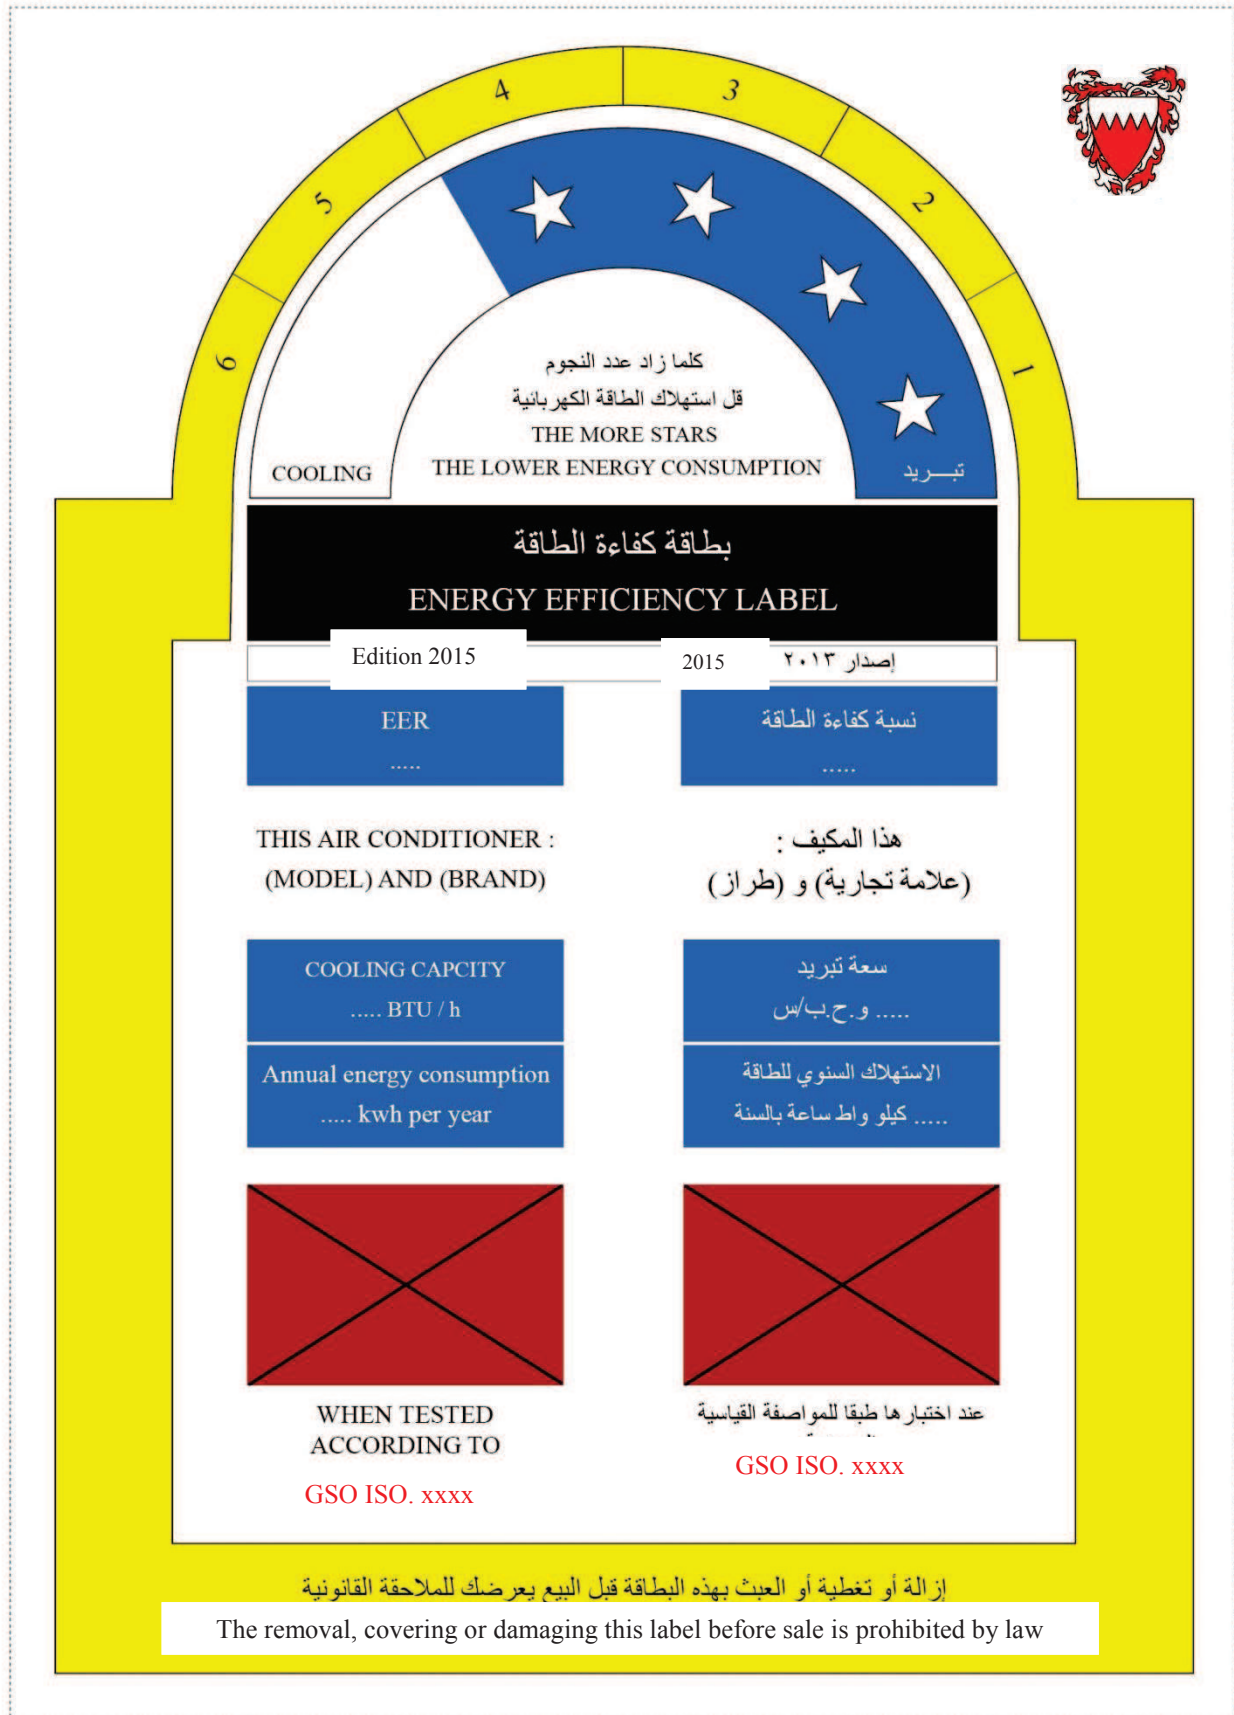 4
3
5
2
6
1
كلما زاد عدد النجوم
قل استهلاك الطاقة الكهربائية
THE MORE STARS
THE LOWER ENERGY CONSUMPTION
COOLING
تبـــريد
بطاقة كفاءة الطاقة
ENERGY EFFICIENCY LABEL
Edition 2015
2015 إصدار ٢٠١٣
EER
.....
نسبة كفاءة الطاقة
.....
THIS AIR CONDITIONER :
(MODEL) AND (BRAND)
هذا المكيف :
(علامة تجارية) و (طراز)
COOLING CAPCITY
..... BTU / h
سعة تبريد
..... و.ح.ب/س
Annual energy consumption
..... kwh per year
الاستهلاك السنوي للطاقة
..... كيلو واط ساعة بالسنة
WHEN TESTED
ACCORDING TO
GSO ISO. xxxx
عند اختبارها طبقا للمواصفة القياسية
GSO ISO. xxxx
إزالة أو تغطية أو العبث بهذه البطاقة قبل البيع يعرضك للملاحقة القانونية
The removal, covering or damaging this label before sale is prohibited by law